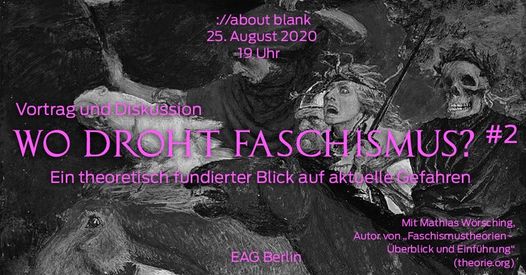 ://about blank
25. August 2020
19 Uhr
Vortrag und Diskussion
WO DROHT FASCHISMUS? #2
Ein theoretisch fundierter Blick auf aktuelle Gefahren
Mit Mathias Wörsching,
Autor von „Faschismustheorien –
Überblick und Einführung“
(theorie.org)
EAG Berlin